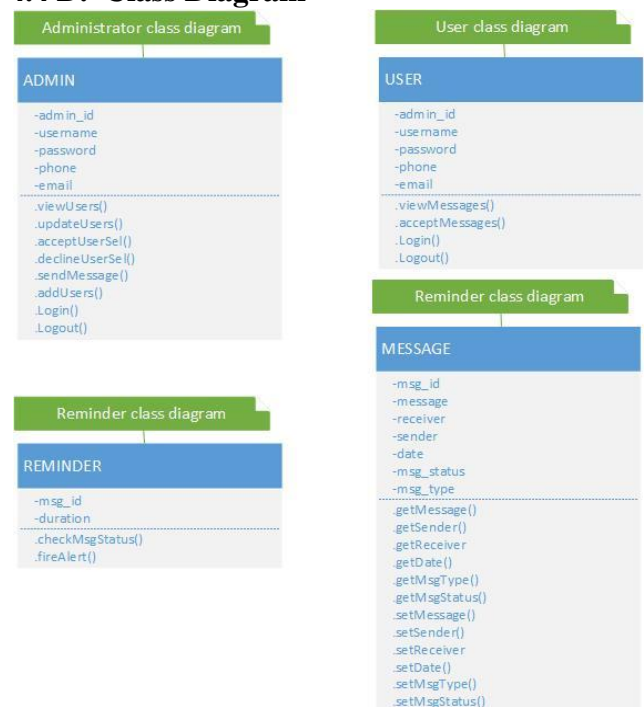 Class Diagram
Administrator class diagram
ADMIN
-admin_id
-username
-password
-phone
-email
.viewUsers()
.updateUsers()
.acceptUserSel()
.declineUserSel()
.sendMessage()
.addUsers()
.Login()
.Logout()
User class diagram
USER
-admin_id
-username
-password
-phone
-email
.viewMessages()
.acceptMessages()
.Login()
.Logout()
Reminder class diagram
REMINDER
-msg_id
-duration
.checkMsgStatus()
.fireAlert()
Reminder class diagram
MESSAGE
-msg_id
-message
-receiver
-sender
-date
-msg_status
-msg_type
.getMessage()
.getSender()
.getReceiver
.getDate()
.getMsgType()
.getMsgStatus()
.setMessage()
.setSender()
.setReceiver
.setDate()
.setMsgType()
.setMsgStatus()